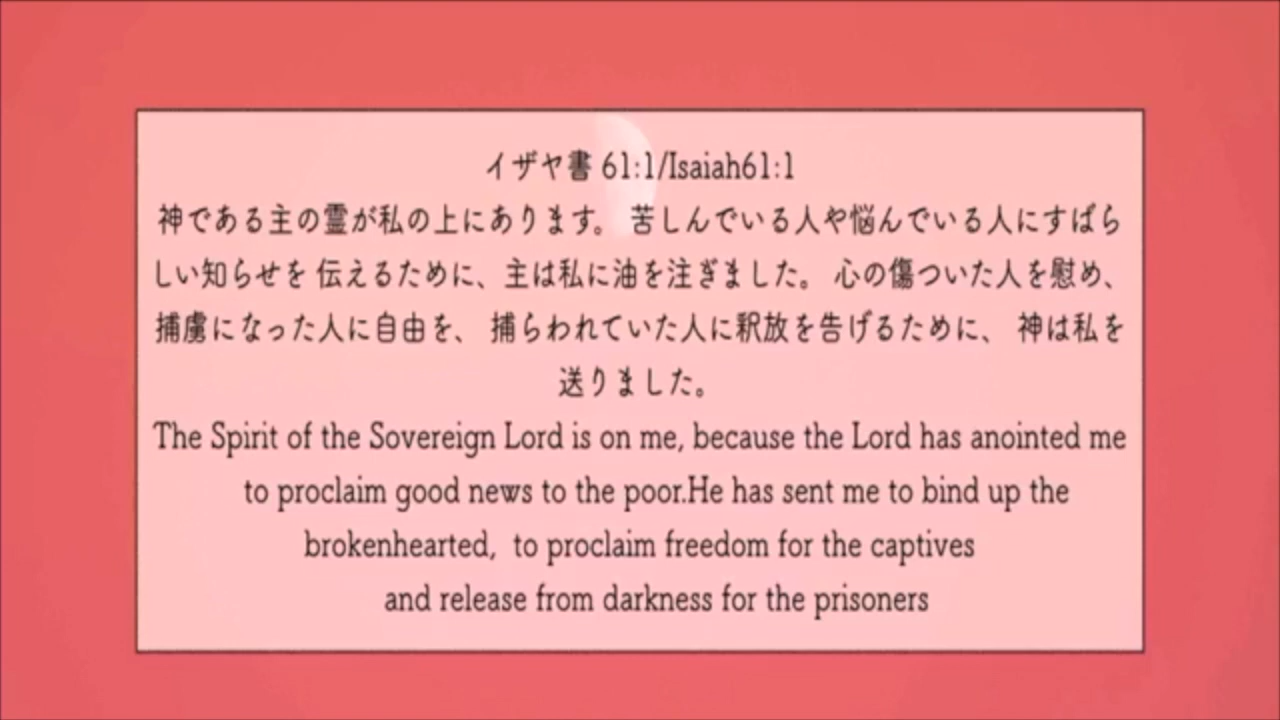 イザヤ書 61:1/Isaiah61:1
神である主の霊が私の上にあります。 苦しんでいる人や悩んでいる人にすばら
しい知らせを 伝えるために、主は私に油を注ぎました。 心の傷ついた人を慰め、
捕虜になった人に自由を、 捕らわれていた人に釈放を告げるために、 神は私を
送りました。
The Spirit of the Sovereign Lord is on me, because the Lord has anointed me
to proclaim good news to the poor.He has sent me to bind up the
brokenhearted,  to proclaim freedom for the captives
and release from darkness for the prisoners